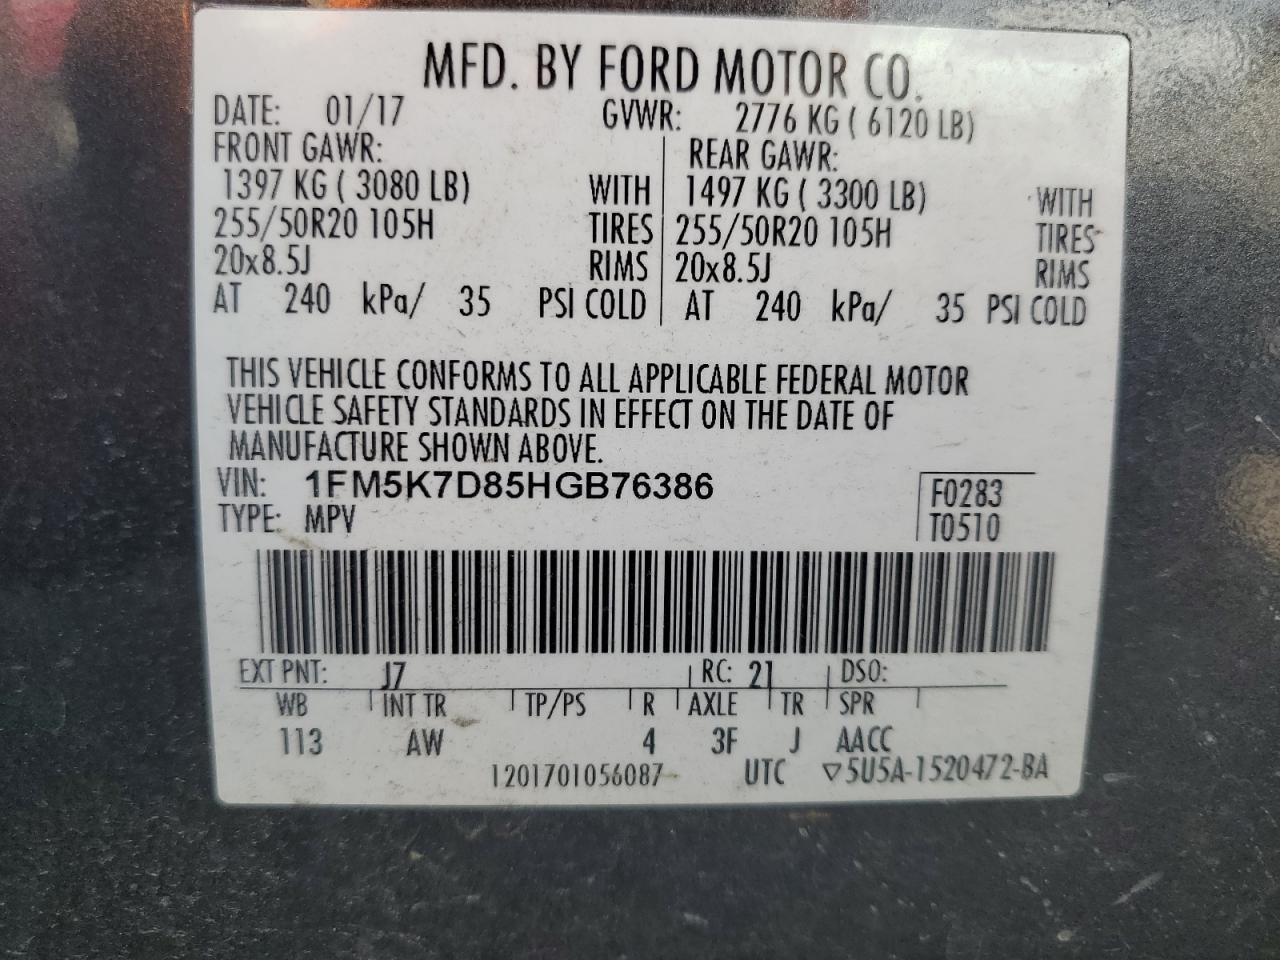 MFD. BY FORD MOTOR CO.
DATE: 01/17 GVWR: 2776 KG ( 6120 LB)
FRONT GAWR: REAR GAWR:
1397 KG ( 3080 LB) WITH 1497 KG ( 3300 LB) WITH
255/50R20 105H TIRES 255/50R20 105H TIRES
20x8.5J RIMS 20x8.5J RIMS
AT 240 kPa/ 35 PSI COLD AT 240 kPa/ 35 PSI COLD
THIS VEHICLE CONFORMS TO ALL APPLICABLE FEDERAL MOTOR
VEHICLE SAFETY STANDARDS IN EFFECT ON THE DATE OF
MANUFACTURE SHOWN ABOVE.
VIN: 1FM5K7D85HGB76386 F0283
TYPE: MPV T0510
EXT PNT: J7 RC: 21 DSO:
WB INT TR TP/PS R AXLE TR SPR
113 AW 4 3F J AACC
1201701056087 UTC ▽5U5A-1520472-BA